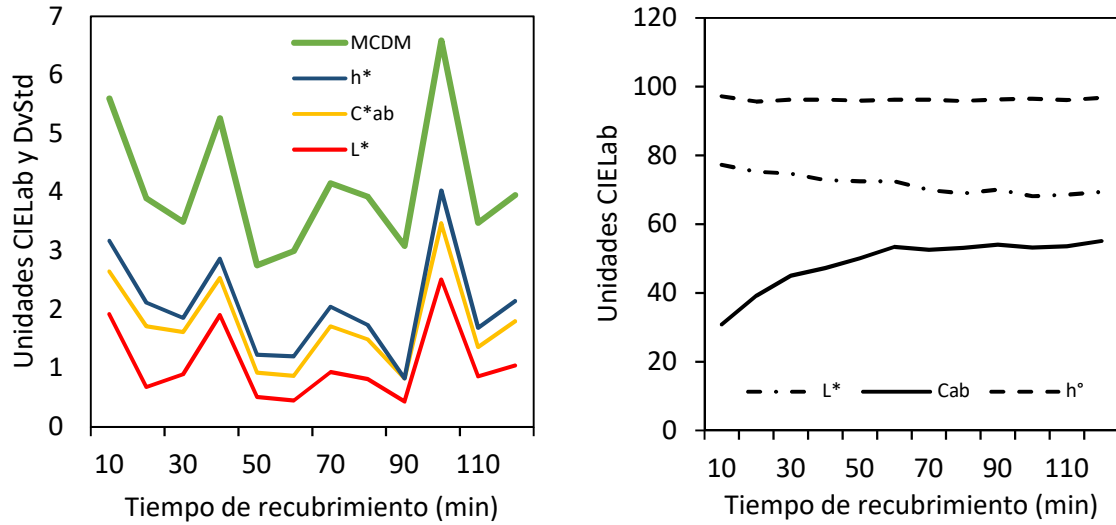 Unidades CIELab y DvStd
7
6
5
4
3
2
1
0
MCDM
h*
C*ab
L*
10 30 50 70 90 110
Tiempo de recubrimiento (min)
Unidades CIELab
120
100
80
60
40
20
0
L* Cab h°
10 30 50 70 90 110
Tiempo de recubrimiento (min)